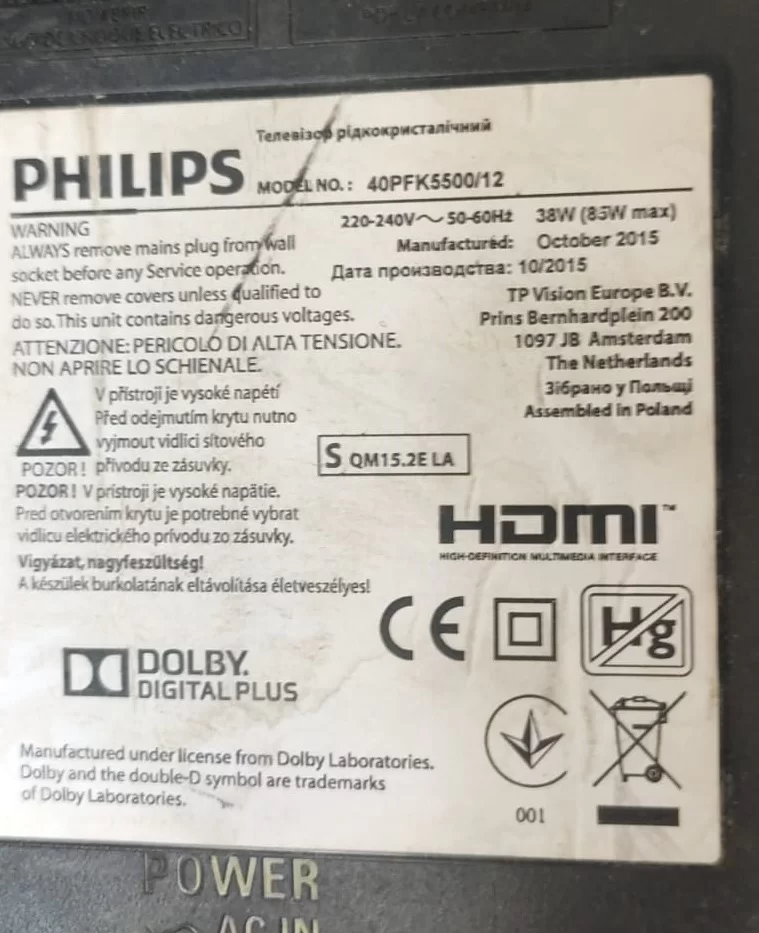 Телевізор рідкокристалічний
PHILIPS MODEL NO.: 40PFK5500/12
WARNING
ALWAYS remove mains plug from wall
socket before any Service operation.
NEVER remove covers unless qualified to
do so. This unit contains dangerous voltages.
ATTENZIONE: PERICOLO DI ALTA TENSIONE.
NON APRIRE LO SCHIENALE.
220-240V～ 50-60Hz 38W (85W max)
Manufactured: October 2015
Дата производства: 10/2015
TP Vision Europe B.V.
Prins Bernhardplein 200
1097 JB Amsterdam
The Netherlands
Зібрано у Польщі
Assembled in Poland
V přístroji je vysoké napětí
Před odejmutím krytu nutno
vyjmout vidlici síťového
POZOR! přívodu ze zásuvky.
POZOR! V prístroji je vysoké napätie.
Pred otvorením krytu je potrebné vybrat
vidlicu elektrického prívodu zo zásuvky.
Vigyázat, nagyfeszültség!
A készülek burkolatának eltávolítása életveszélyes!
S QM15.2E LA
HDMI™
HIGH-DEFINITION MULTIMEDIA INTERFACE
CE
Hg
DOLBY.
DIGITAL PLUS
Manufactured under license from Dolby Laboratories.
Dolby and the double-D symbol are trademarks
of Dolby Laboratories.
001
POWER
AC IN